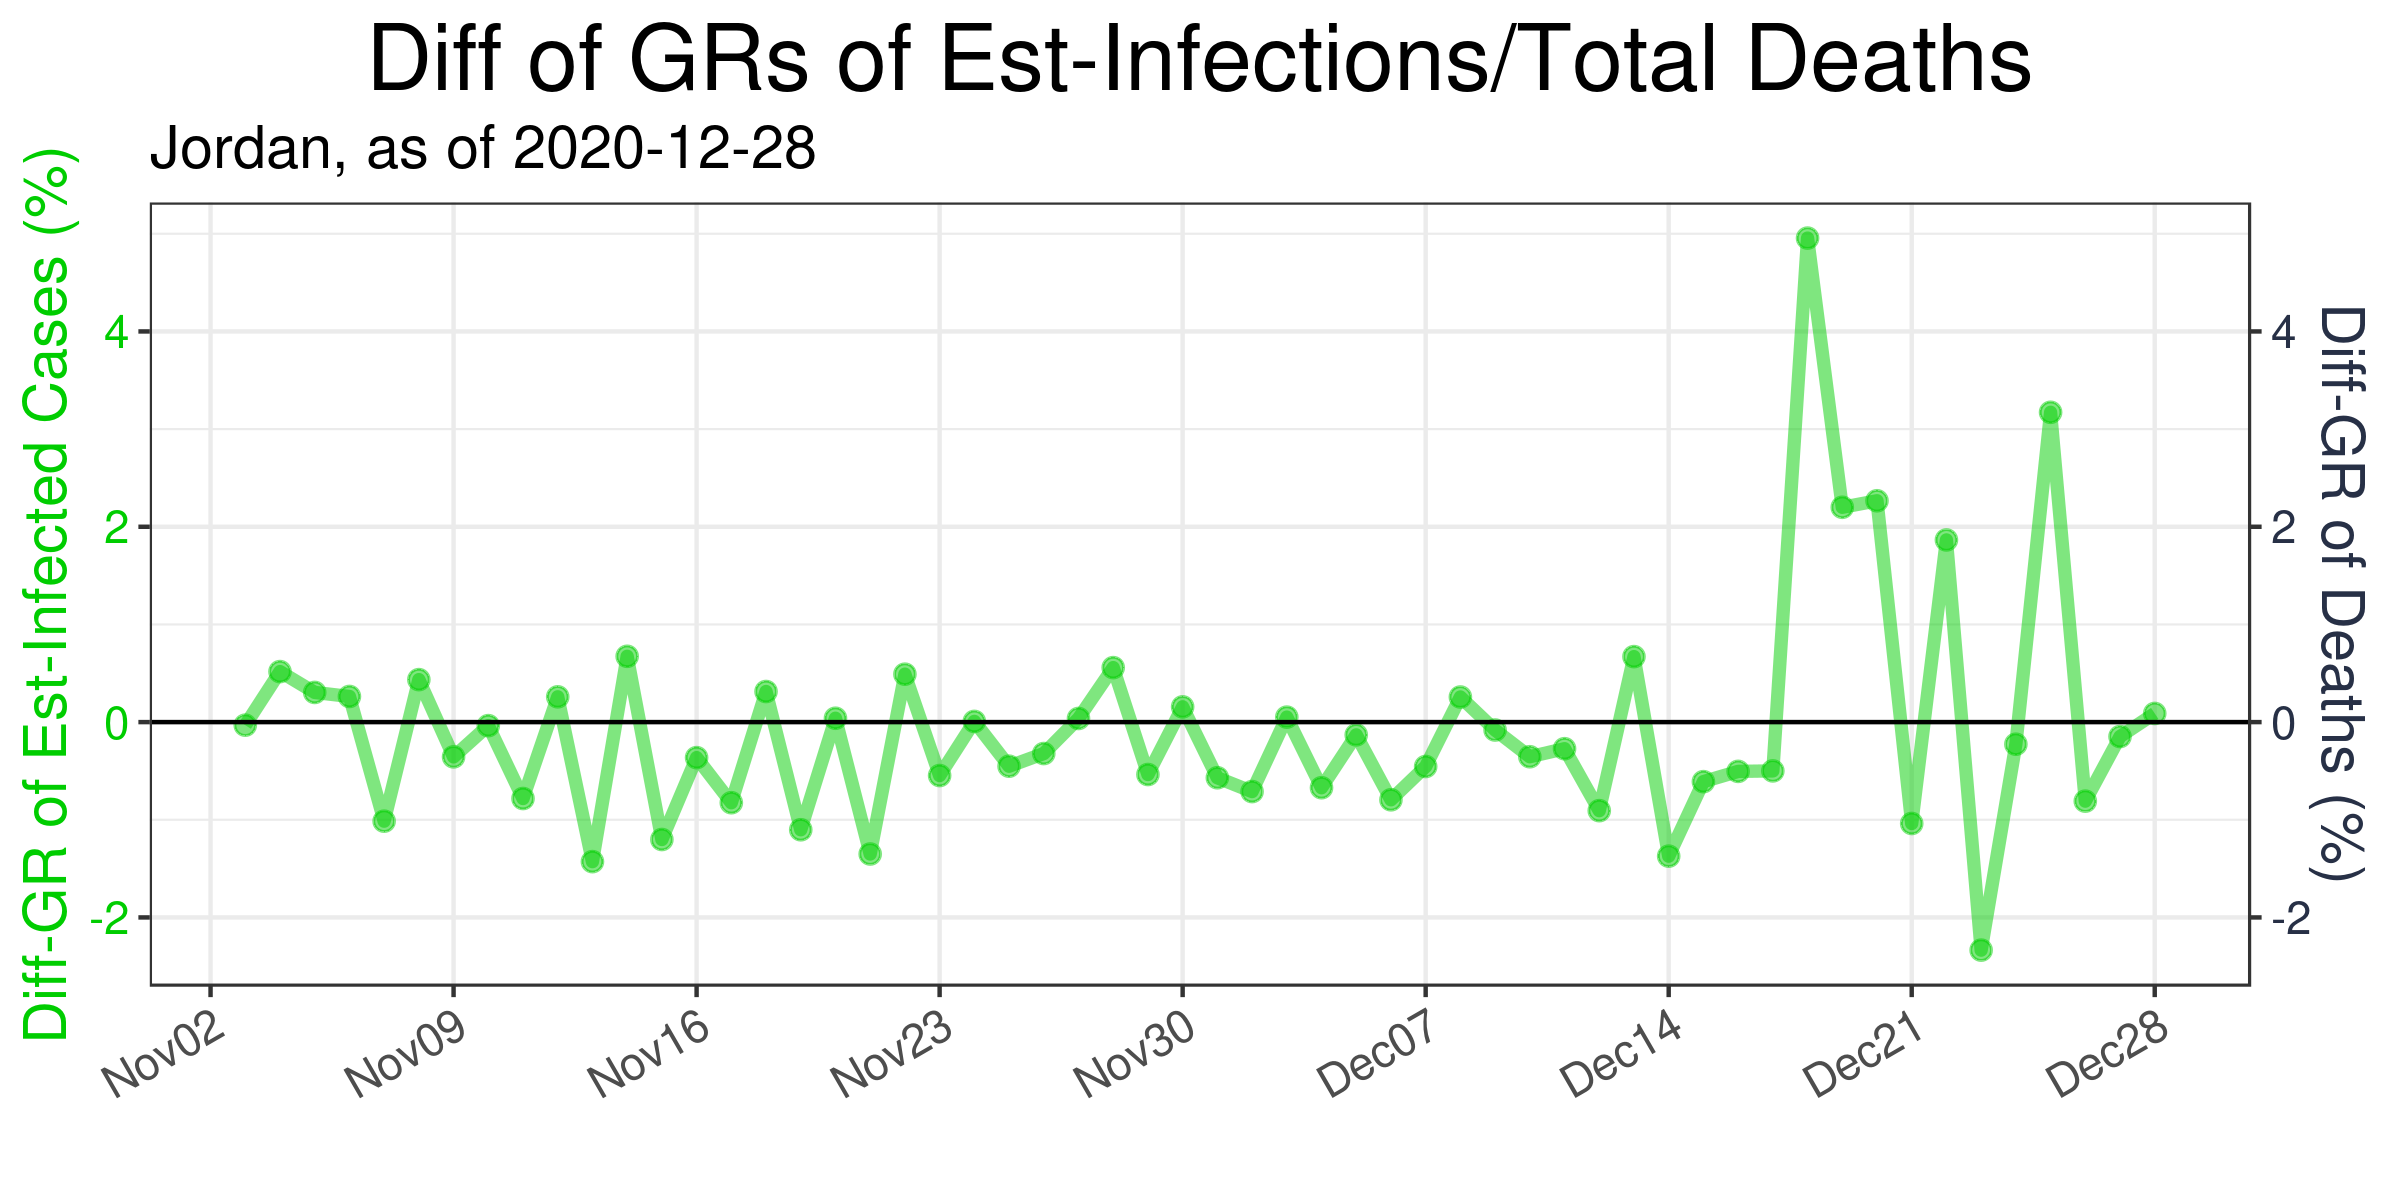 Diff of GRs of Est-Infections/Total Deaths
Jordan, as of 2020-12-28
Diff-GR of Est-Infected Cases (%)
4
2
0
-2
4
2
0
-2
Diff-GR of Deaths (%)
Nov02
Nov09
Nov16
Nov23
Nov30
Dec07
Dec14
Dec21
Dec28